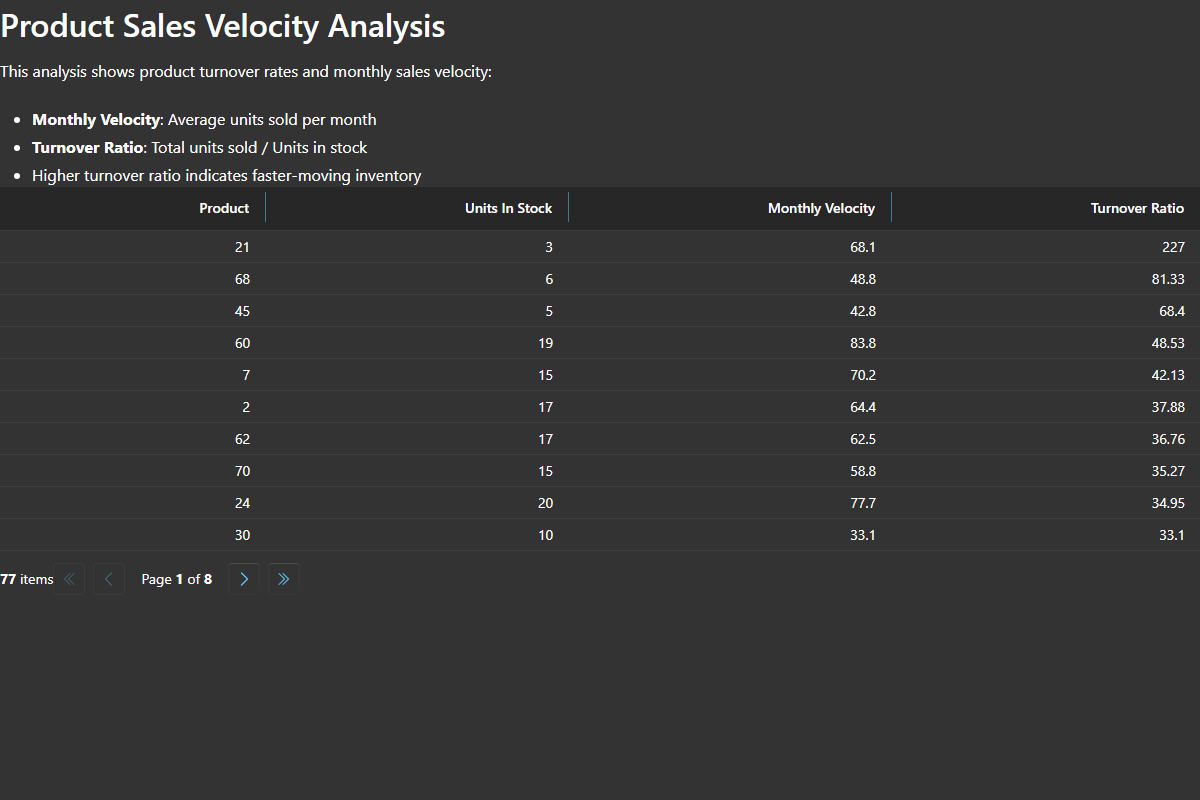 Product Sales Velocity Analysis
This analysis shows product turnover rates and monthly sales velocity:
Monthly Velocity: Average units sold per month
Turnover Ratio: Total units sold / Units in stock
Higher turnover ratio indicates faster-moving inventory
Product Units In Stock Monthly Velocity Turnover Ratio
21 3 68.1 227
68 6 48.8 81.33
45 5 42.8 68.4
60 19 83.8 48.53
7 15 70.2 42.13
2 17 64.4 37.88
62 17 62.5 36.76
70 15 58.8 35.27
24 20 77.7 34.95
30 10 33.1 33.1
77 items Page 1 of 8